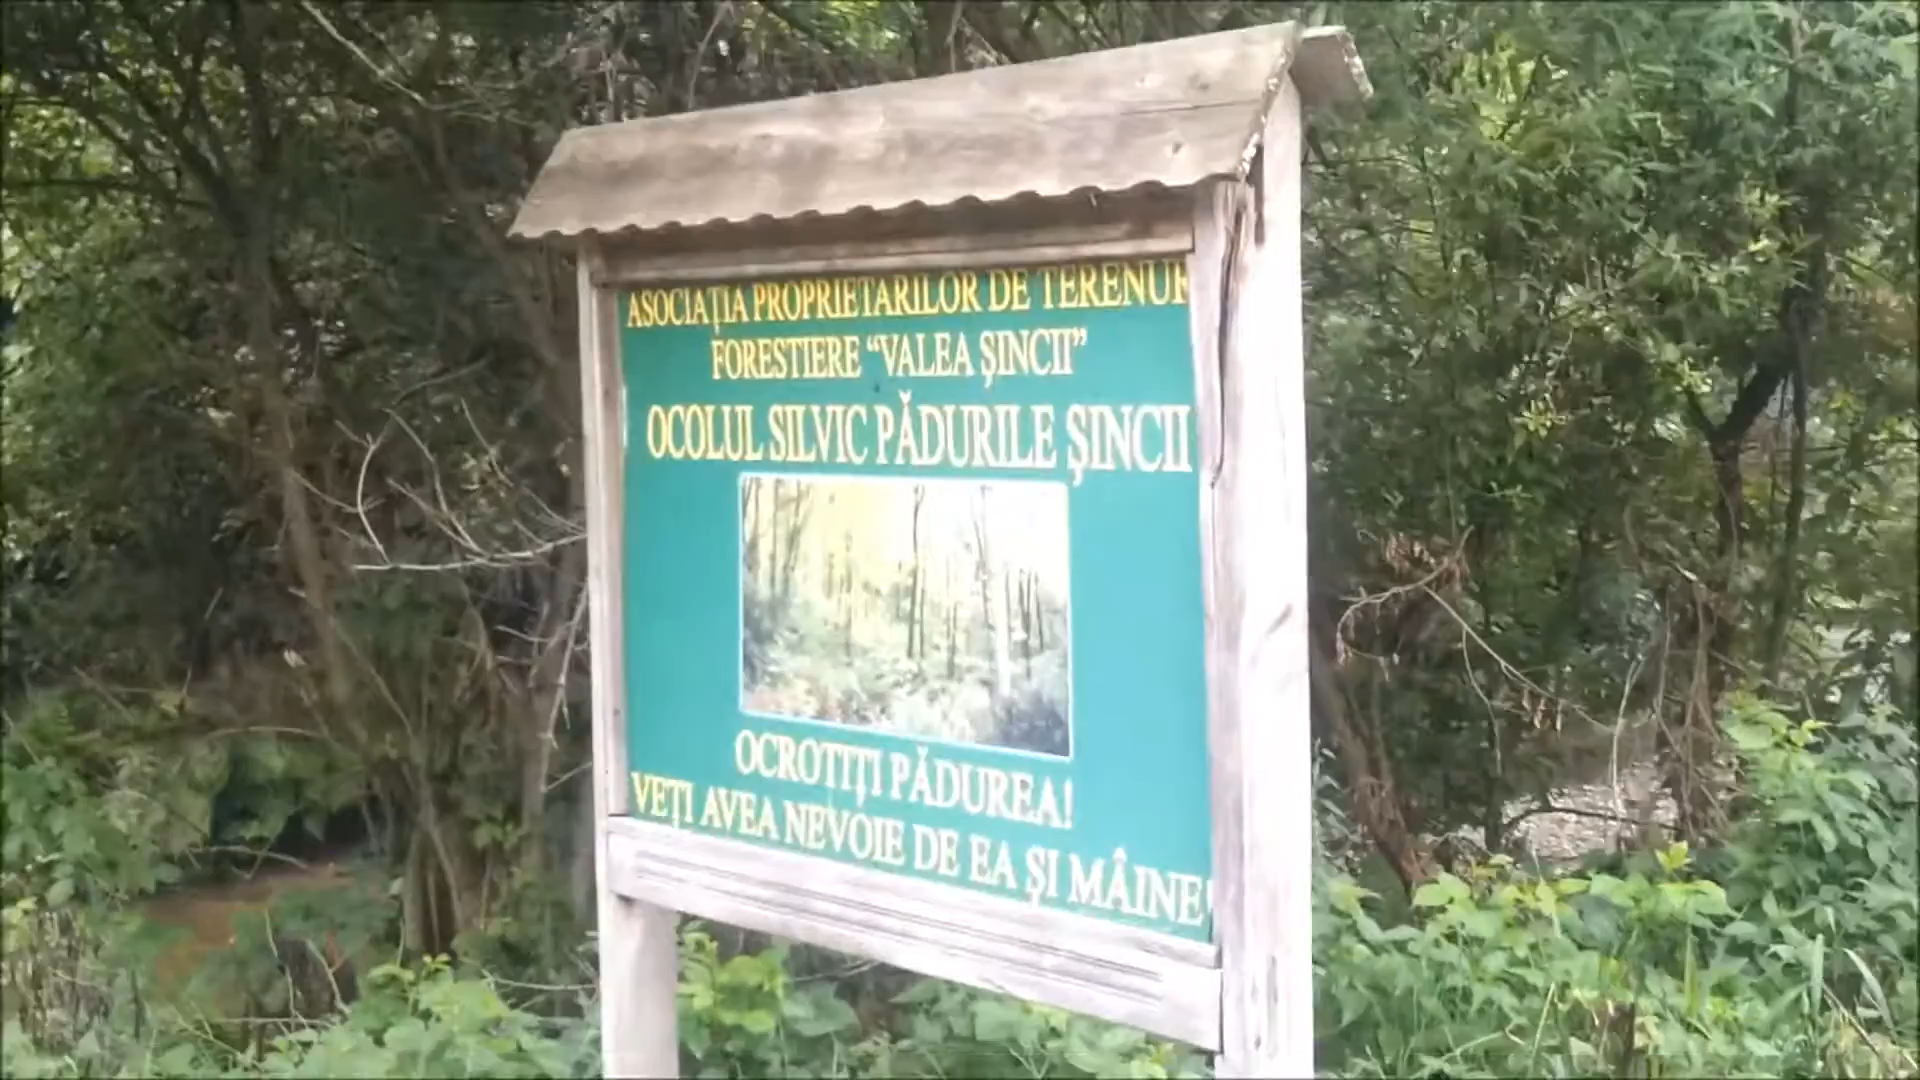 ASOCIAȚIA PROPRIETARILOR DE TERENUR
FORESTIERE “VALEA ȘINCII”
OCOLUL SILVIC PĂDURILE ȘINCII
OCROTIȚI PĂDUREA!
VEȚI AVEA NEVOIE DE EA ȘI MÂINE!